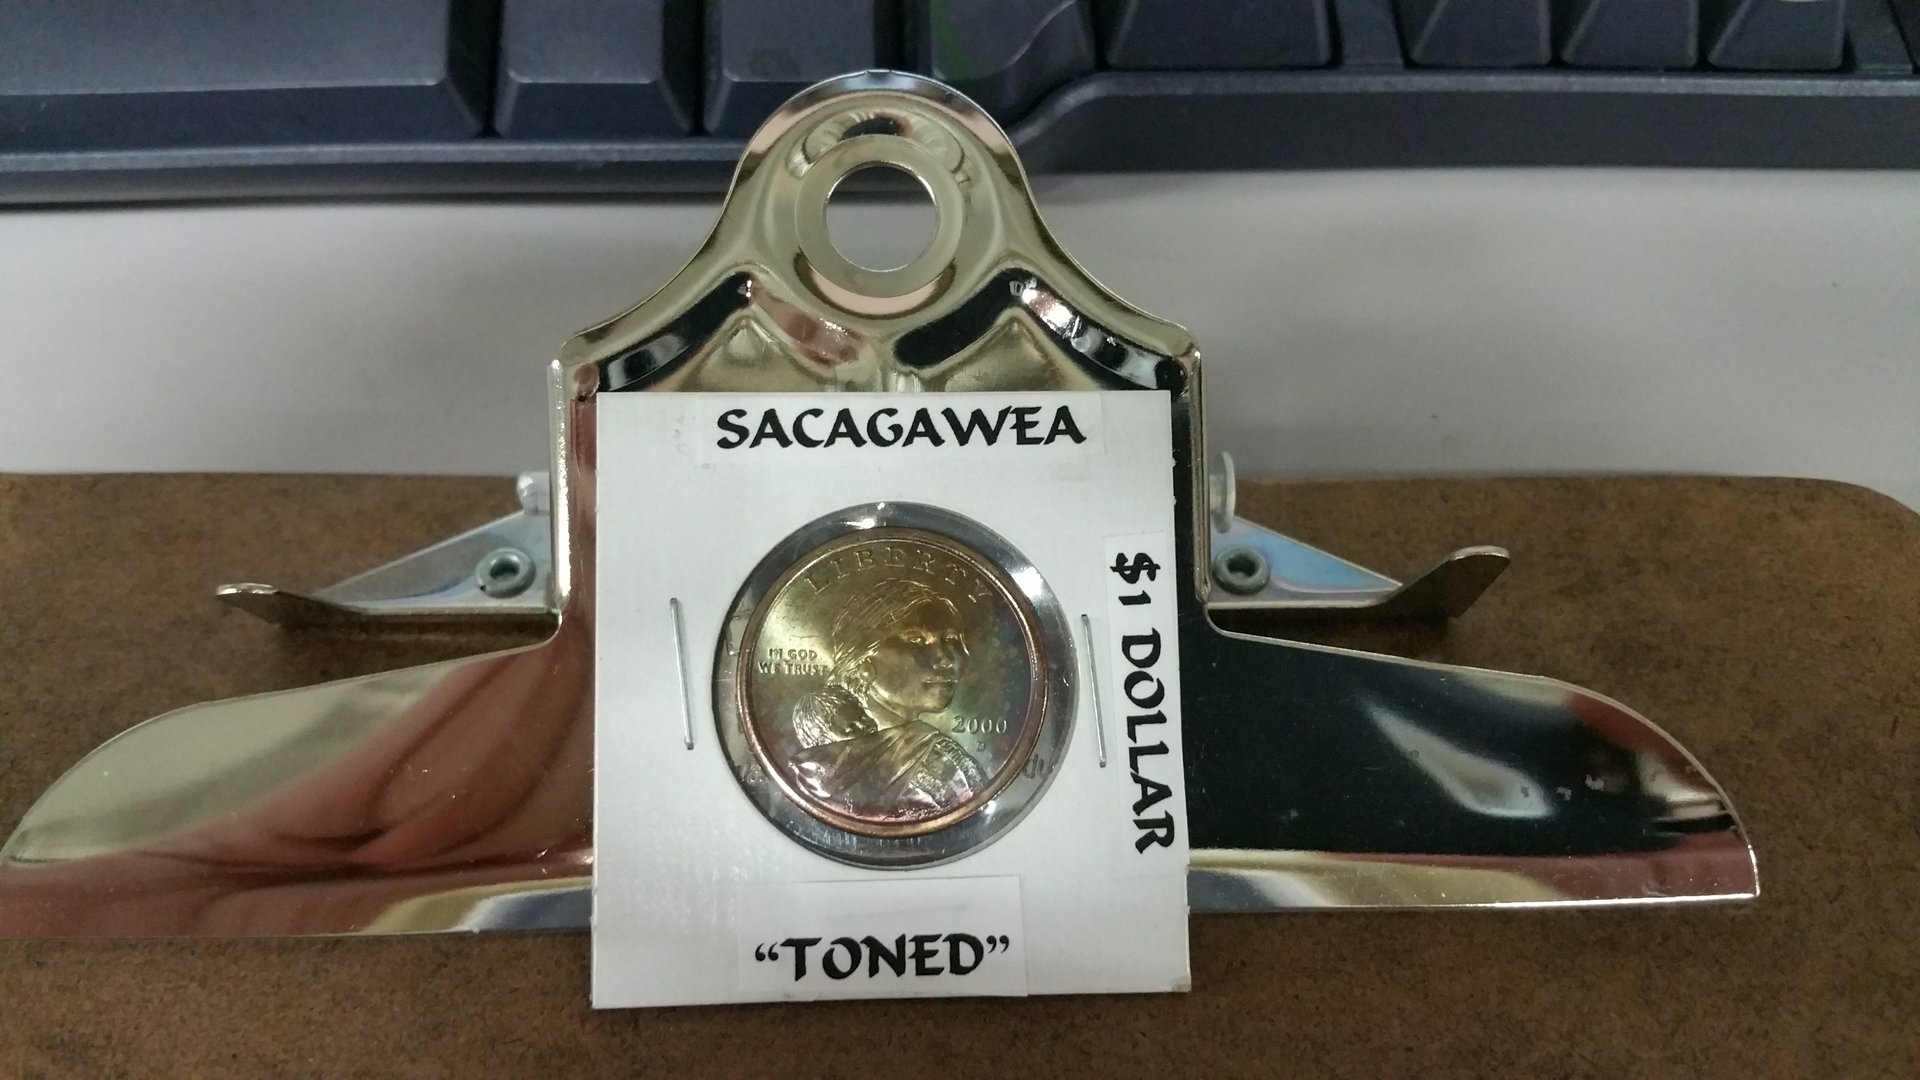 SACAGAWEA
LIBERTY
IN GOD
WE TRUST
2000
D
$1 DOLLAR
“TONED”